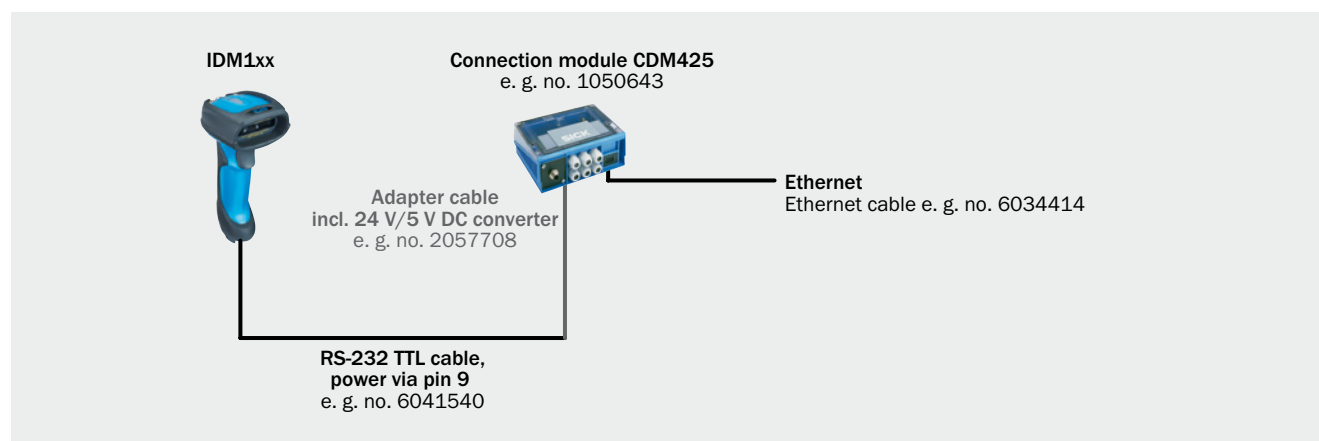 IDM1xx
Connection module CDM425
e. g. no. 1050643
SICK
Adapter cable
incl. 24 V/5 V DC converter
e. g. no. 2057708
Ethernet
Ethernet cable e. g. no. 6034414
RS-232 TTL cable,
power via pin 9
e. g. no. 6041540